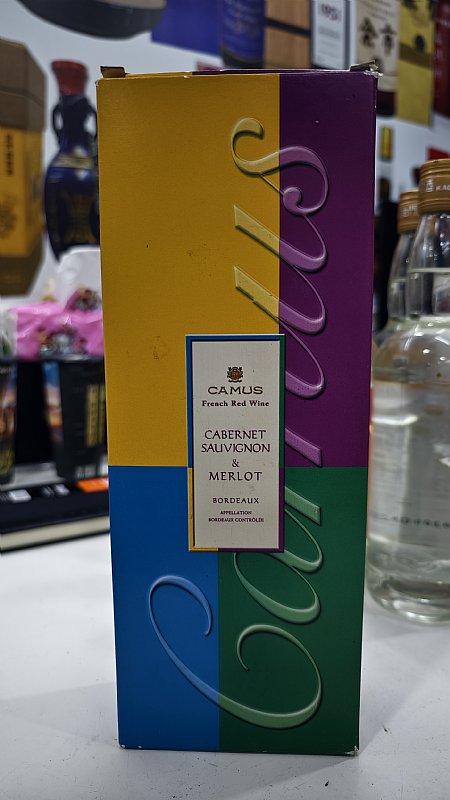 Camus
CAMUS
French Red Wine
CABERNET
SAUVIGNON
&
MERLOT
BORDEAUX
APPELLATION
BORDEAUX CONTRÔLÉE